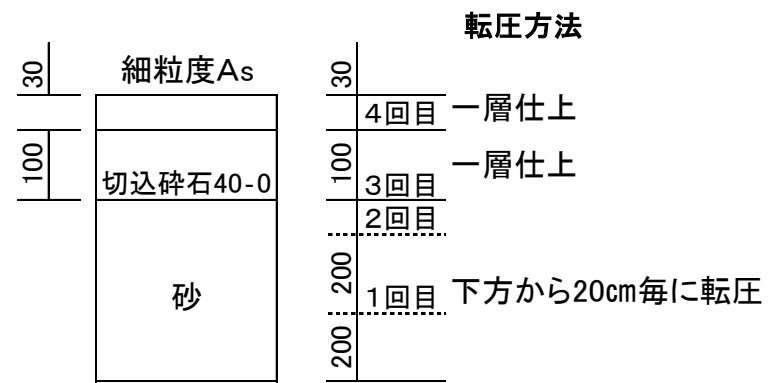 転圧方法
30 細粒度As 30
4回目 一層仕上
100 切込砕石40-0 100 3回目 一層仕上
2回目
砂 200 1回目 下方から20㎝毎に転圧
200